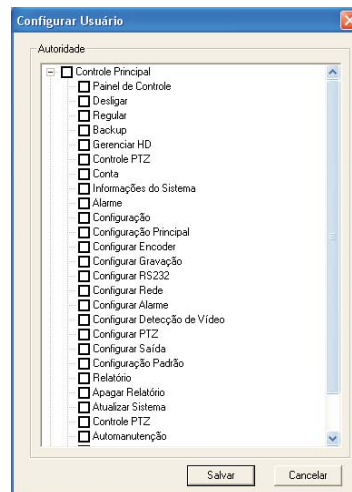 Configurar Usuário
Autoridade
Controle Principal
Painel de Controle
Desligar
Regular
Backup
Gerenciar HD
Controle PTZ
Conta
Informações do Sistema
Alarme
Configuração
Configuração Principal
Configurar Encoder
Configurar Gravação
Configurar RS232
Configurar Rede
Configurar Alarme
Configurar Detecção de Vídeo
Configurar PTZ
Configurar Saída
Configuração Padrão
Relatório
Apagar Relatório
Atualizar Sistema
Controle PTZ
Automanutenção
Salvar
Cancelar